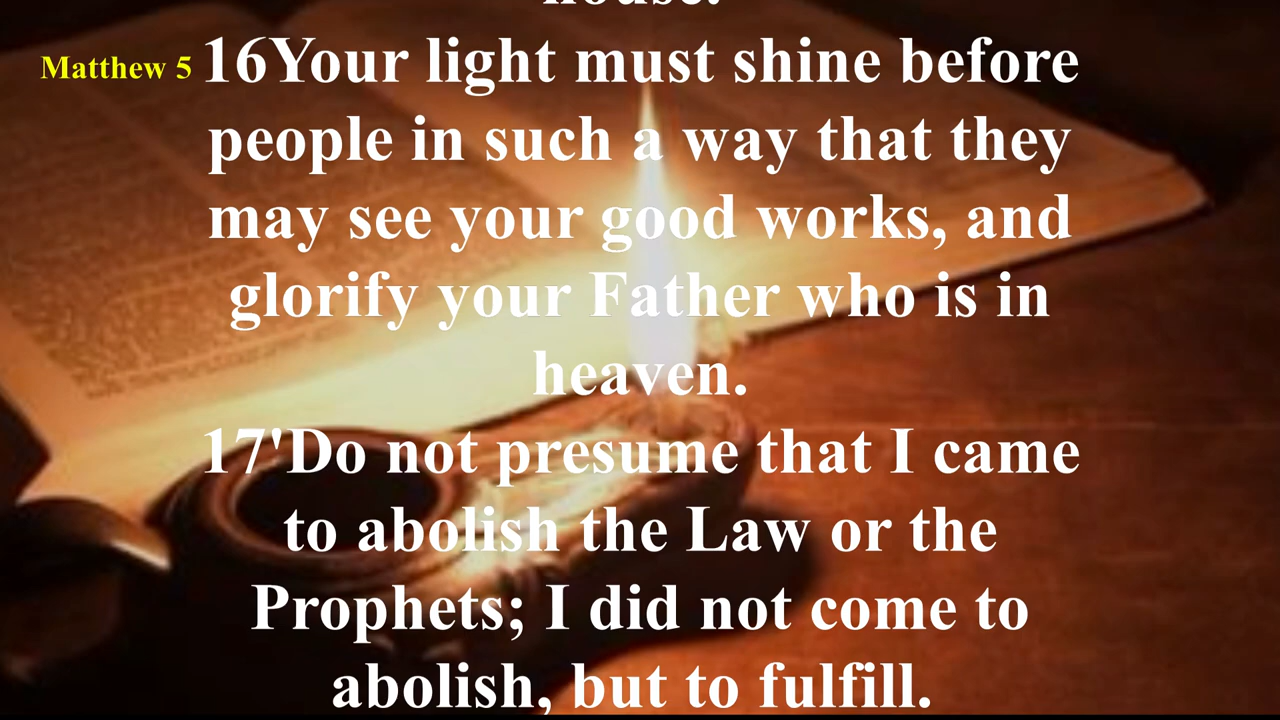 house.
Matthew 5 16Your light must shine before
people in such a way that they
may see your good works, and
glorify your Father who is in
heaven.
17'Do not presume that I came
to abolish the Law or the
Prophets; I did not come to
abolish, but to fulfill.